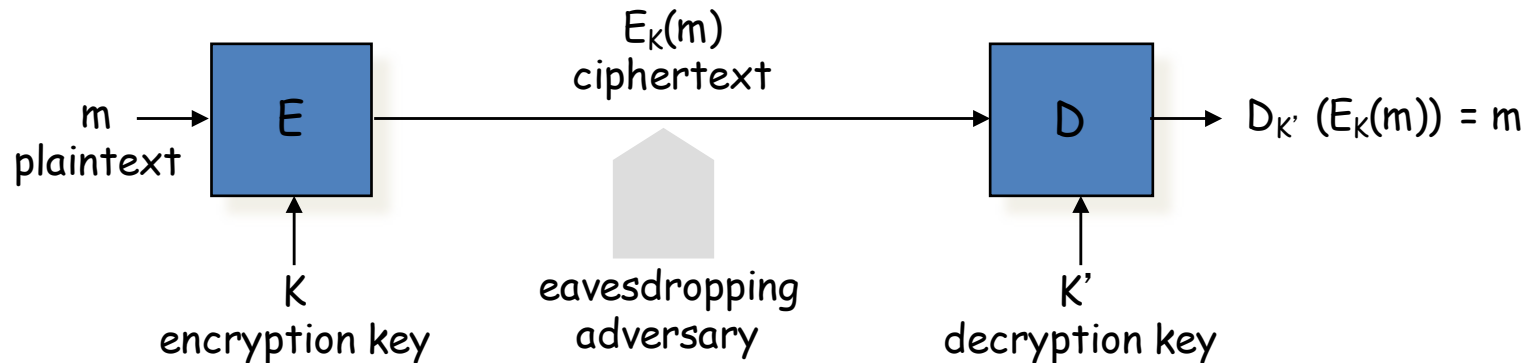 E_K(m)
ciphertext
m
plaintext
E
D
D_K' (E_K(m)) = m
K
encryption key
eavesdropping
adversary
K'
decryption key